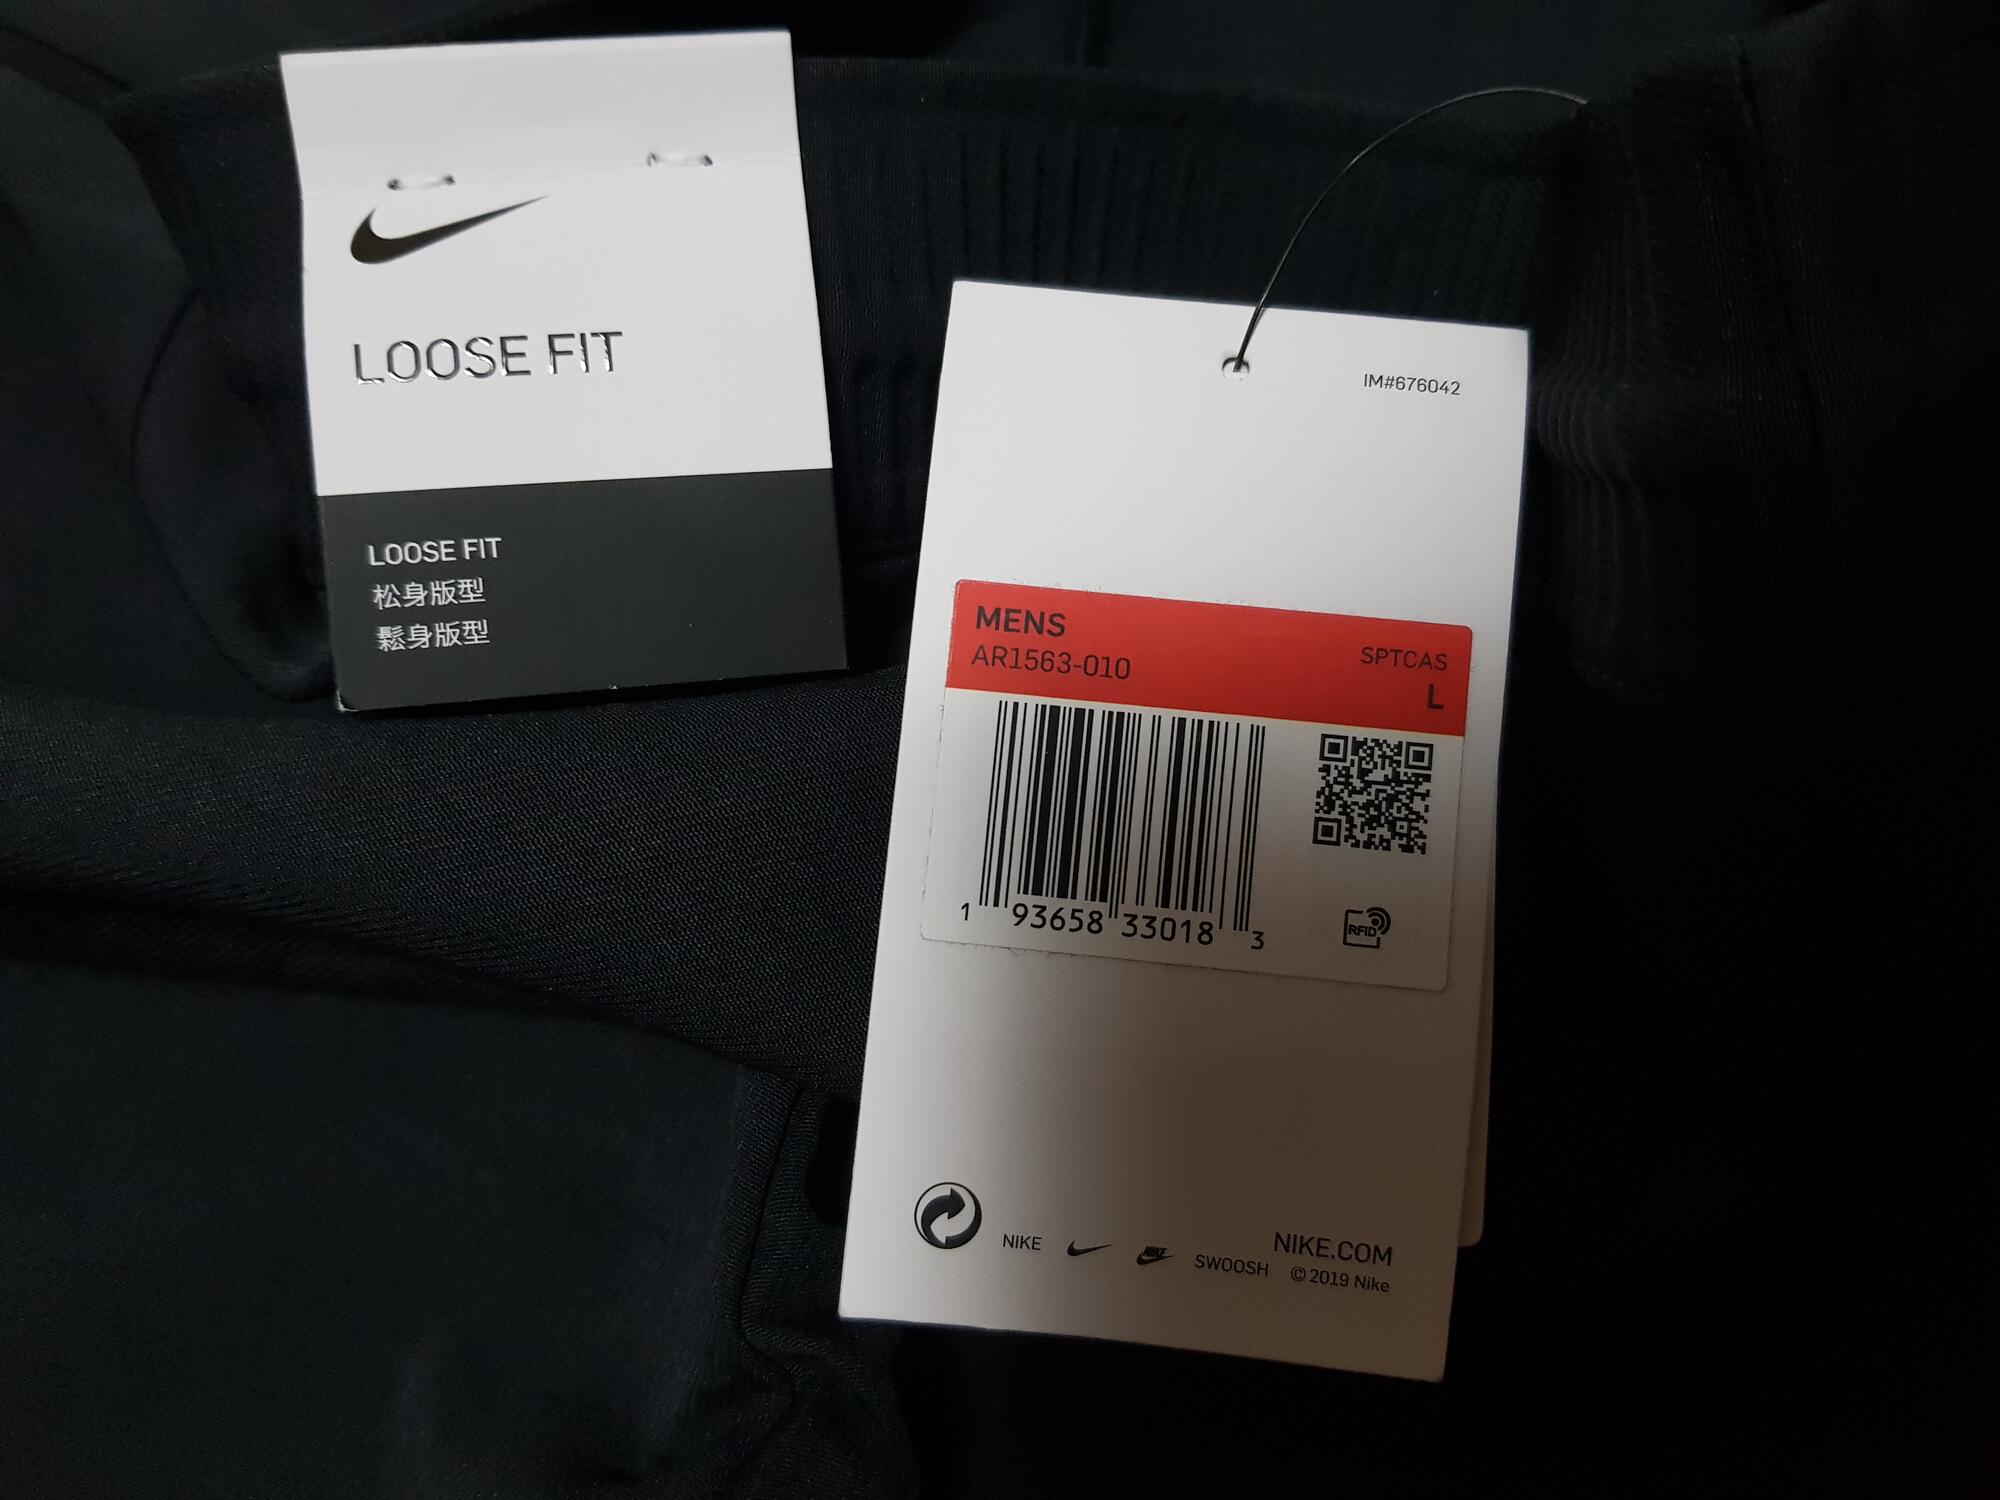 LOOSE FIT
LOOSE FIT
松身版型
鬆身版型
IM#676042
MENS
AR1563-010
SPTCAS
L
1 93658 33018 3
RFID
NIKE NIKE SWOOSH
NIKE.COM
© 2019 Nike